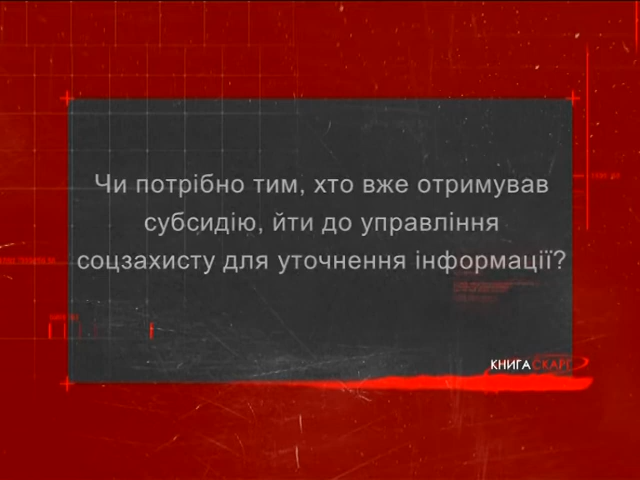 Чи потрібно тим, хто вже отримував
субсидію, йти до управління
соцзахисту для уточнення інформації?
КНИГА СКАРГ